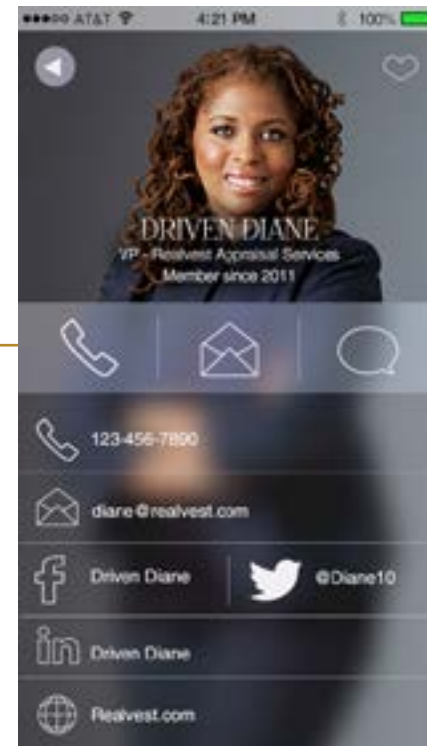 AT&T 4:21 PM 100%
DRIVEN DIANE
VP - Realvest Appraisal Services
Member since 2011
123-456-7890
diane@realvest.com
Driven Diane @Diane10
Driven Diane
Realvest.com